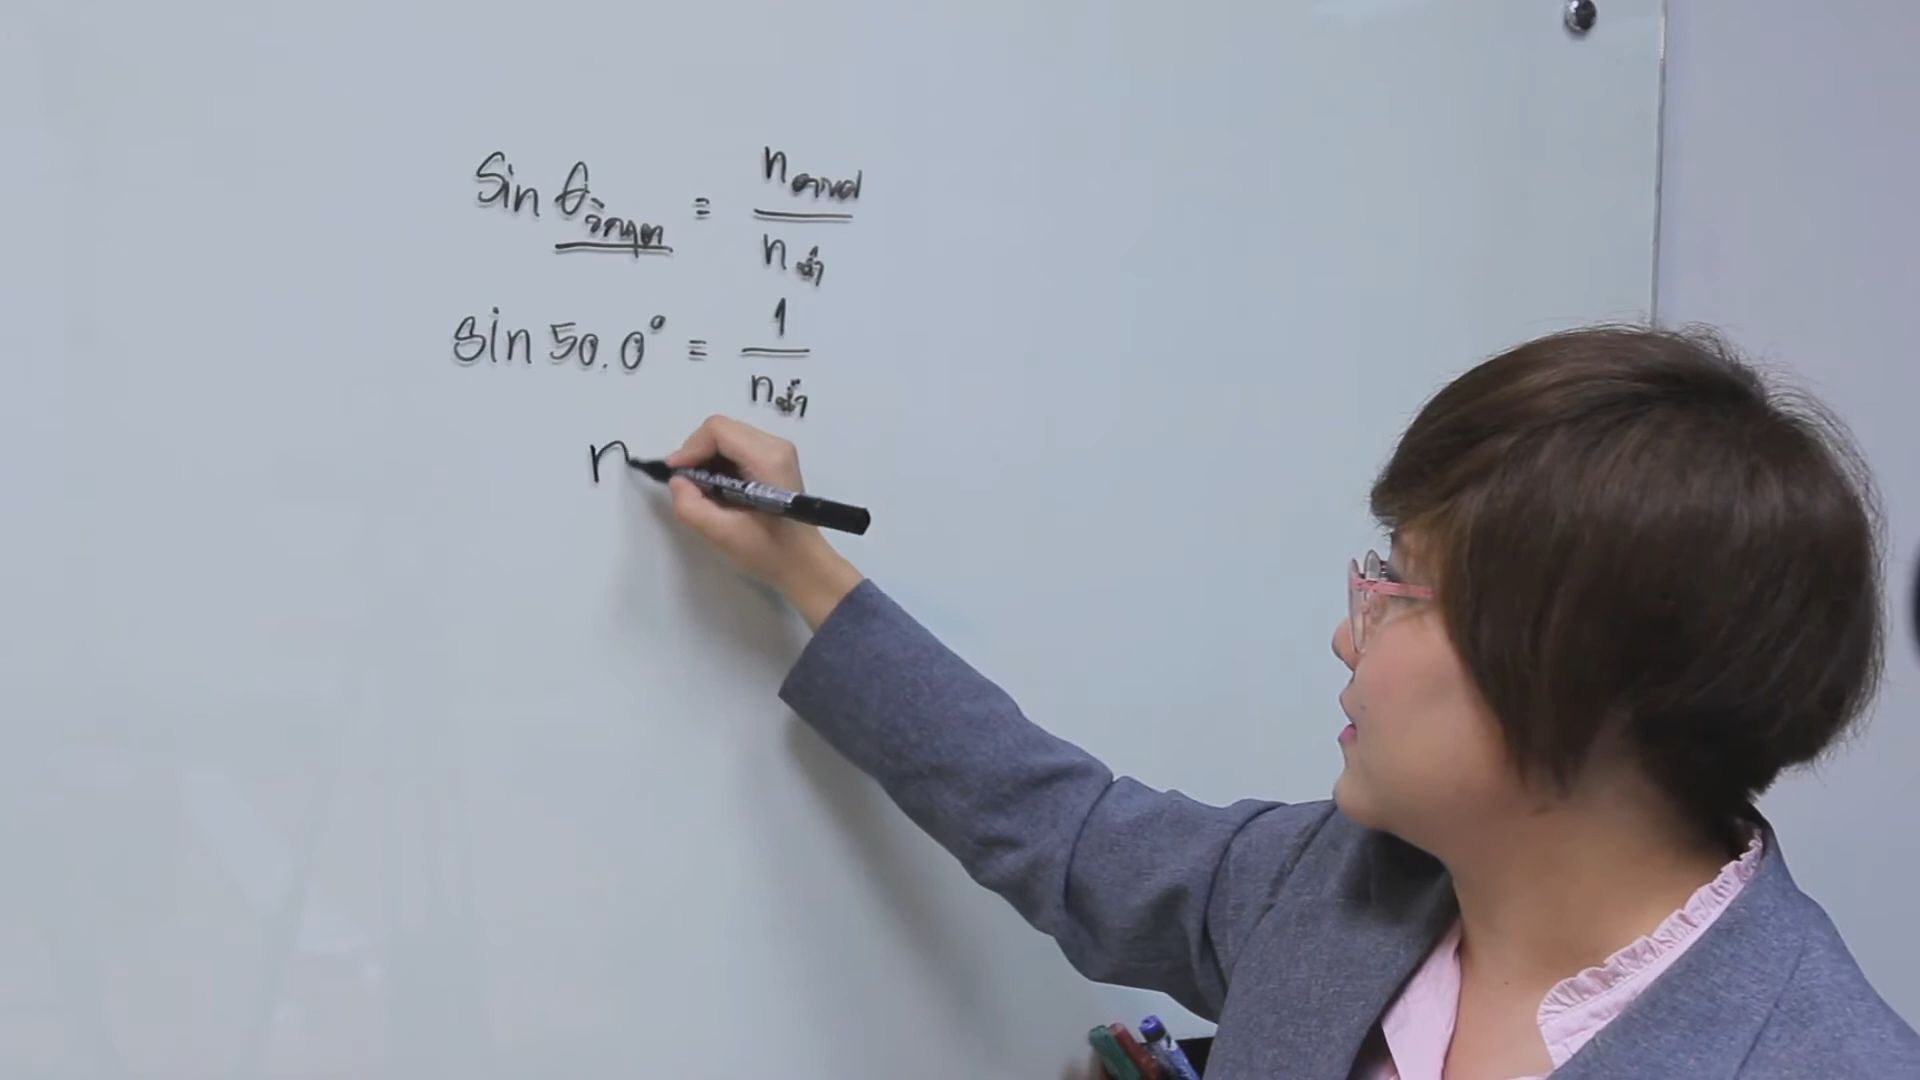 sin θวิกฤต = nอากาศ / nน้ำ
sin 50.0° = 1 / nน้ำ
n